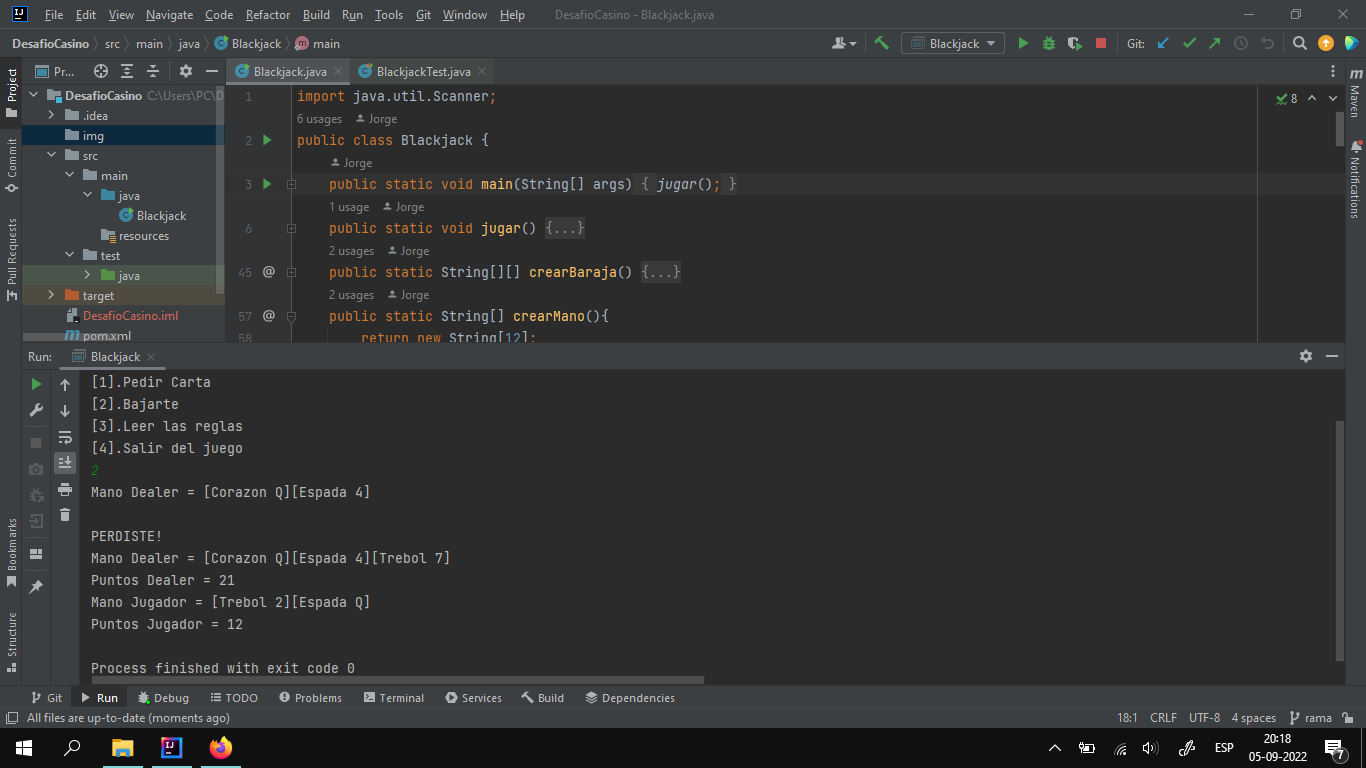 File Edit View Navigate Code Refactor Build Run Tools Git Window Help DesafioCasino - Blackjack.java
DesafioCasino src main java Blackjack main
Blackjack Git:
Pr... Blackjack.java BlackjackTest.java
Project
Commit
Pull Requests
Bookmarks
Structure
DesafioCasino C:\Users\PC\D
.idea
img
src
main
java
Blackjack
resources
test
java
target
DesafioCasino.iml
pom.xml
1 import java.util.Scanner;
6 usages Jorge
2 public class Blackjack {
Jorge
3 public static void main(String[] args) { jugar(); }
1 usage Jorge
6 public static void jugar() {...}
2 usages Jorge
45 @ public static String[][] crearBaraja() {...}
2 usages Jorge
57 @ public static String[] crearMano(){
58 return new String[12];
8
m
Maven
Notifications
Run: Blackjack
[1].Pedir Carta
[2].Bajarte
[3].Leer las reglas
[4].Salir del juego
2
Mano Dealer = [Corazon Q][Espada 4]
PERDISTE!
Mano Dealer = [Corazon Q][Espada 4][Trebol 7]
Puntos Dealer = 21
Mano Jugador = [Trebol 2][Espada Q]
Puntos Jugador = 12
Process finished with exit code 0
Git Run Debug TODO Problems Terminal Services Build Dependencies
All files are up-to-date (moments ago) 18:1 CRLF UTF-8 4 spaces rama
ESP 20:18
05-09-2022 7